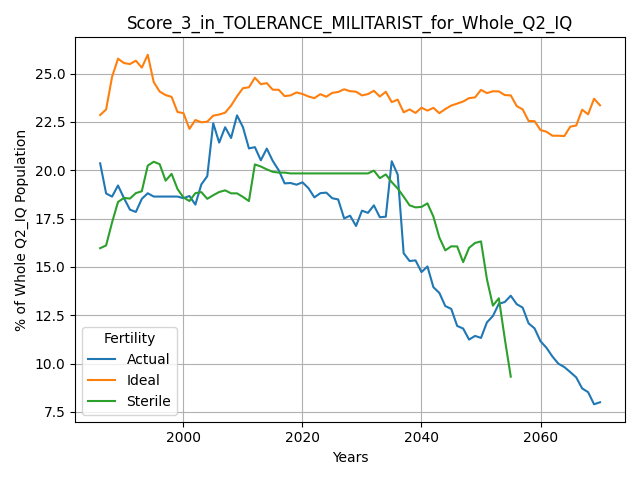 Score_3_in_TOLERANCE_MILITARIST_for_Whole_Q2_IQ
% of Whole Q2_IQ Population
25.0
22.5
20.0
17.5
15.0
12.5
10.0
7.5
Fertility
Actual
Ideal
Sterile
2000
2020
2040
2060
Years